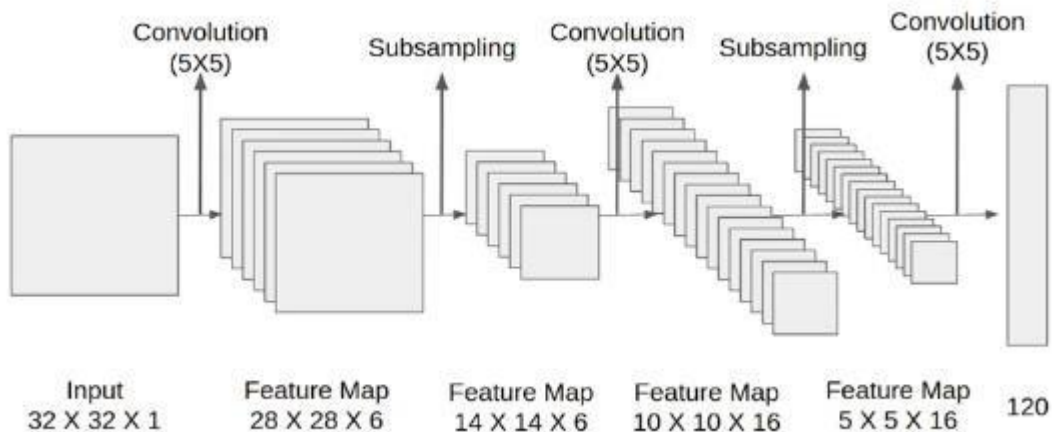 Convolution
(5X5)
Subsampling
Convolution
(5X5)
Subsampling
Convolution
(5X5)
Input
32 X 32 X 1
Feature Map
28 X 28 X 6
Feature Map
14 X 14 X 6
Feature Map
10 X 10 X 16
Feature Map
5 X 5 X 16
120